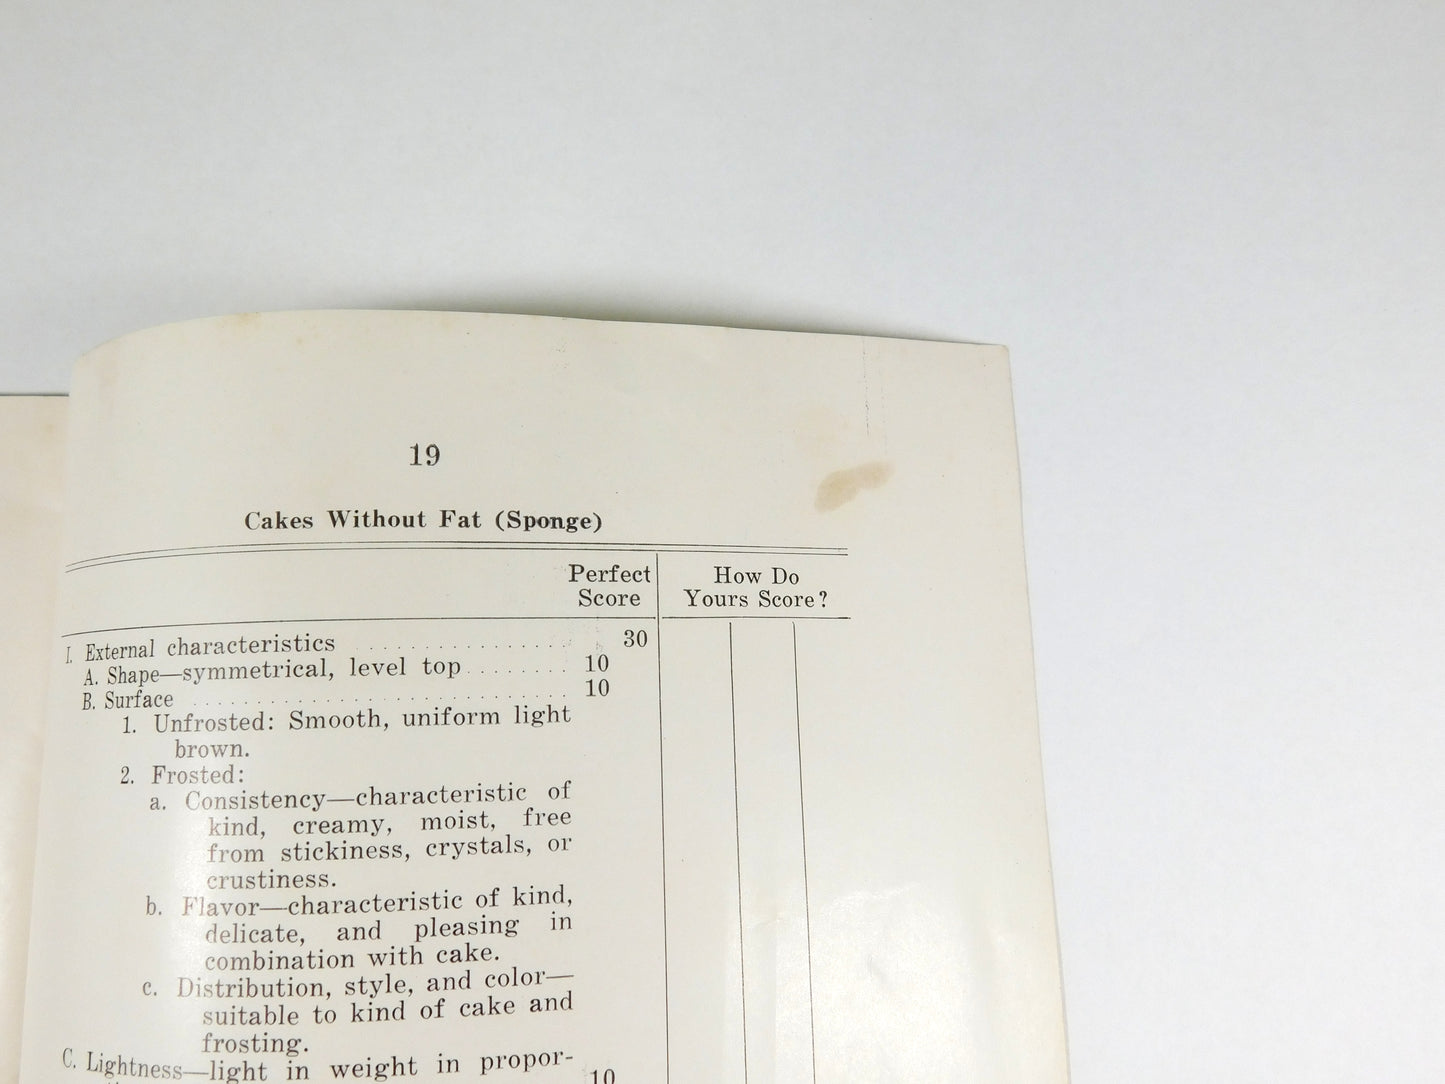 19
Cakes Without Fat (Sponge)
Perfect Score
How Do Yours Score?
I. External characteristics . . . . . . . . . . . . . . . . 30
A. Shape—symmetrical, level top . . . . . . . . 10
B. Surface . . . . . . . . . . . . . . . . . . . . . . . . . . . . . 10
1. Unfrosted: Smooth, uniform light
brown.
2. Frosted:
a. Consistency—characteristic of
kind, creamy, moist, free
from stickiness, crystals, or
crustiness.
b. Flavor—characteristic of kind,
delicate, and pleasing in
combination with cake.
c. Distribution, style, and color—
suitable to kind of cake and
frosting.
C. Lightness—light in weight in propor-
10